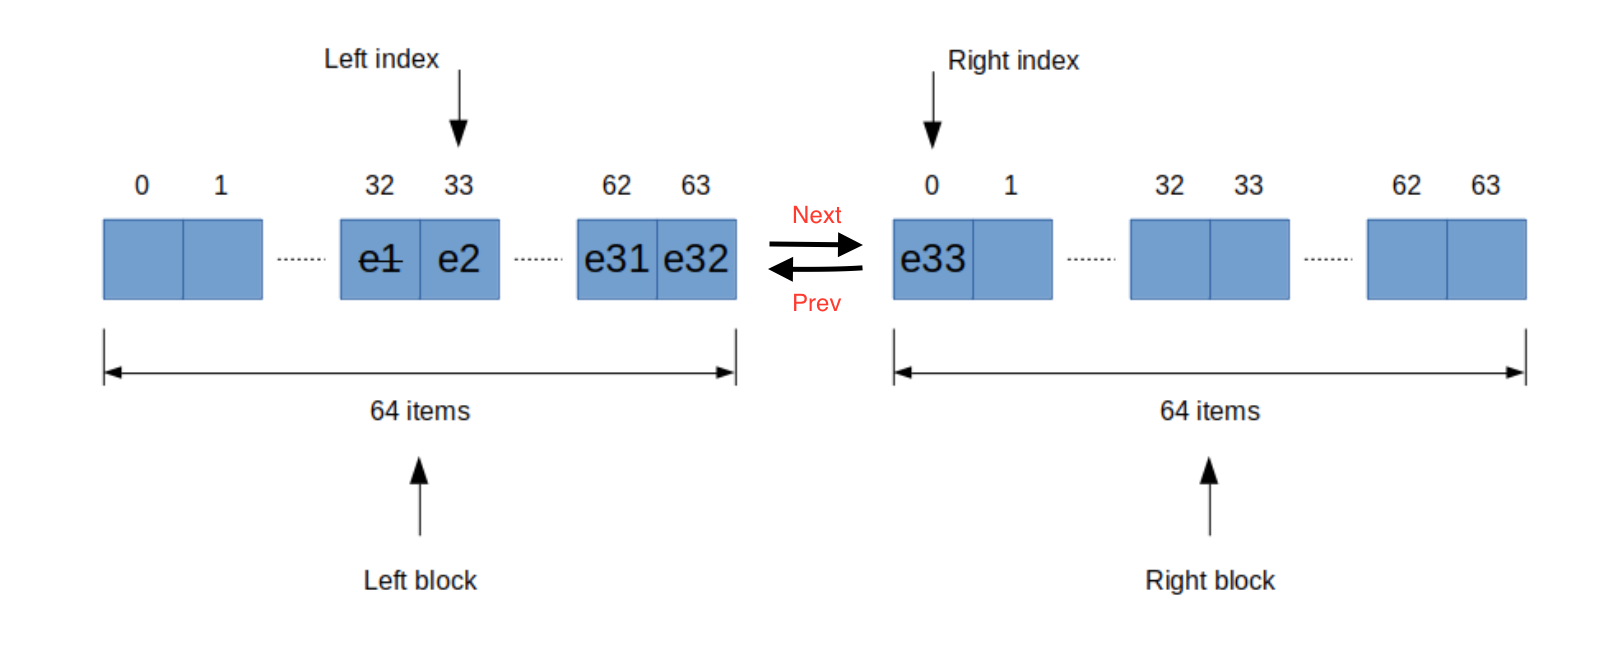 Left index
Right index
0 1 32 33 62 63 0 1 32 33 62 63
Next
e1 e2 e31 e32 e33
Prev
64 items 64 items
Left block Right block